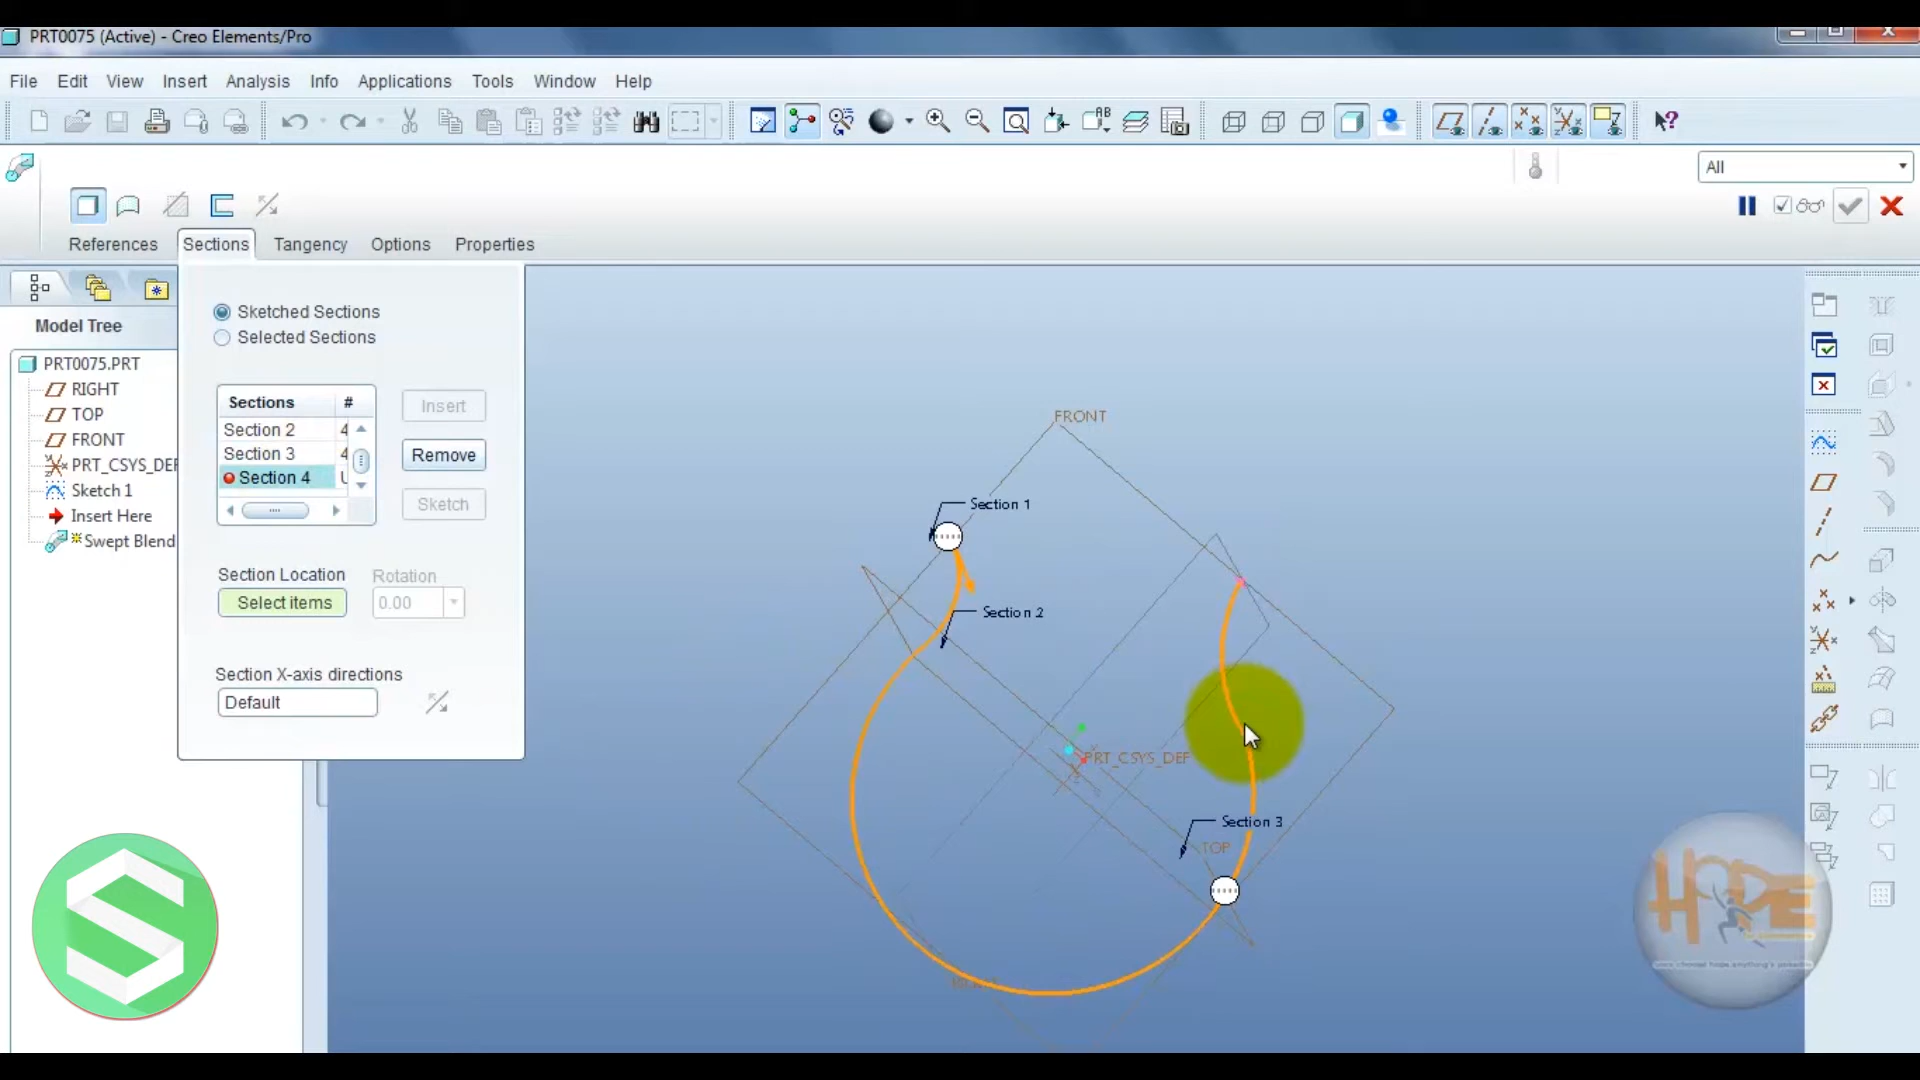 PRT0075 (Active) - Creo Elements/Pro
File Edit View Insert Analysis Info Applications Tools Window Help
All
References Sections Tangency Options Properties
Model Tree
PRT0075.PRT
RIGHT
TOP
FRONT
PRT_CSYS_DEF
Sketch 1
Insert Here
Swept Blend
Sketched Sections
Selected Sections
Sections #
Section 2 4
Section 3 4
Section 4 U
Insert
Remove
Sketch
Section Location Rotation
Select items 0.00
Section X-axis directions
Default
FRONT
Section 1
Section 2
PRT_CSYS_DEF
Section 3
TOP
HOPE